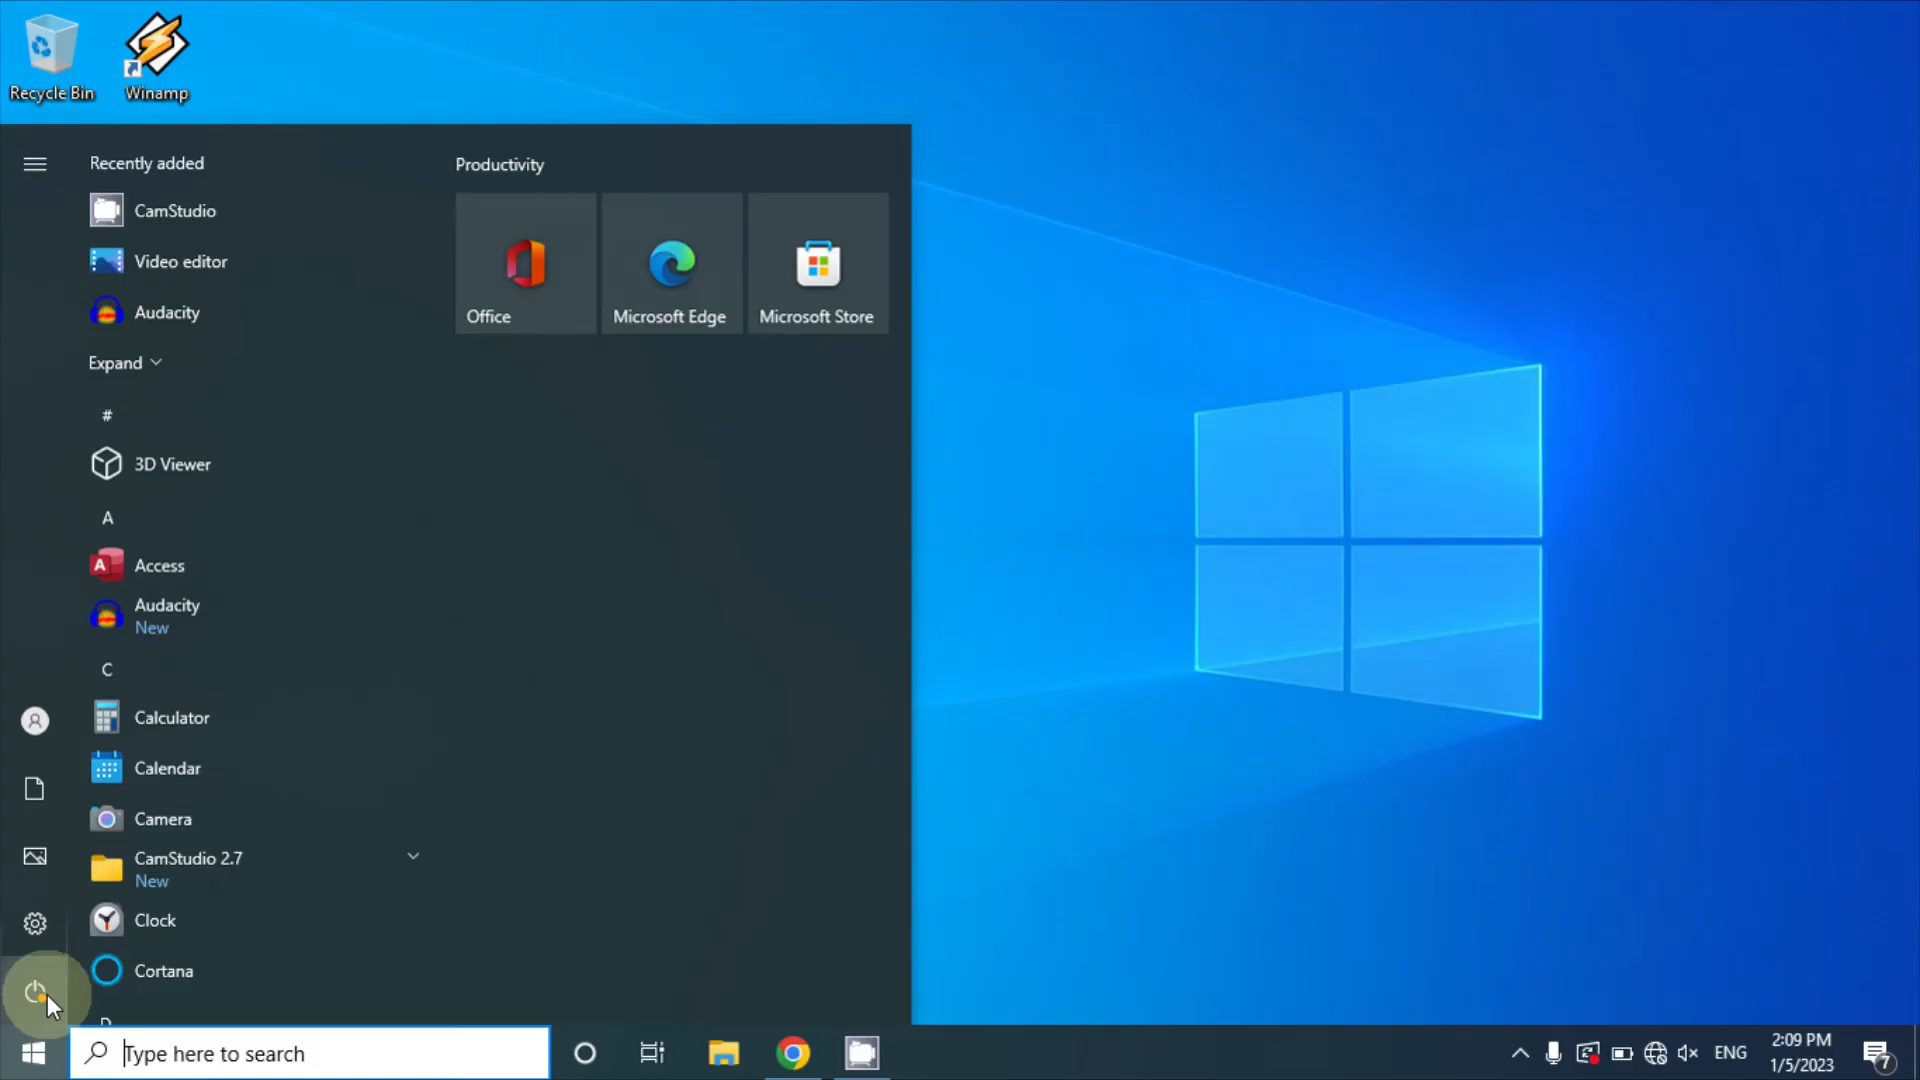 Recycle Bin
Winamp
Recently added
CamStudio
Video editor
Audacity
Expand
#
3D Viewer
A
Access
Audacity
New
C
Calculator
Calendar
Camera
CamStudio 2.7
New
Clock
Cortana
D
Productivity
Office
Microsoft Edge
Microsoft Store
Type here to search
ENG
2:09 PM
1/5/2023
7